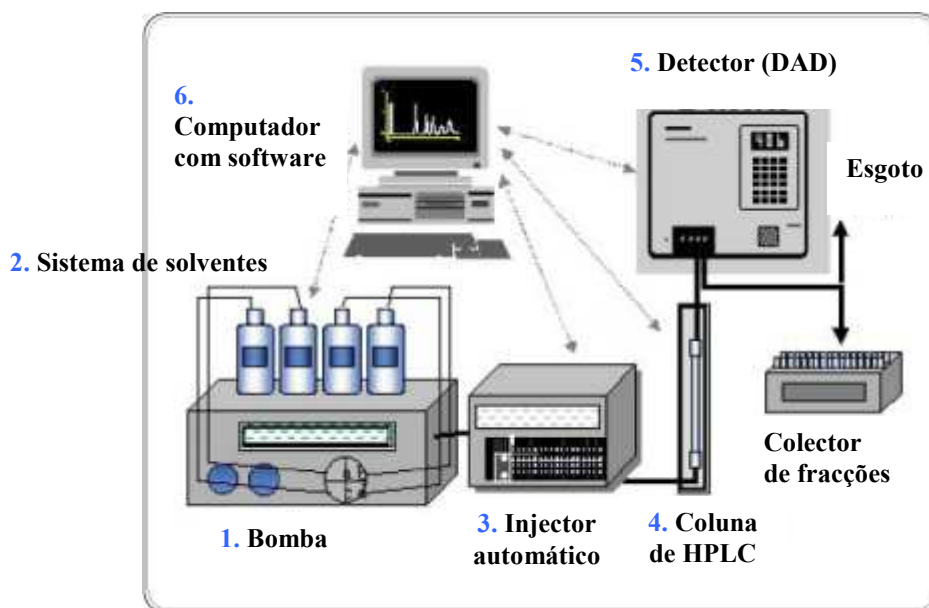 5. Detector (DAD)
6.
Computador
com software
Esgoto
2. Sistema de solventes
Colector
de fracções
1. Bomba
3. Injector
automático
4. Coluna
de HPLC